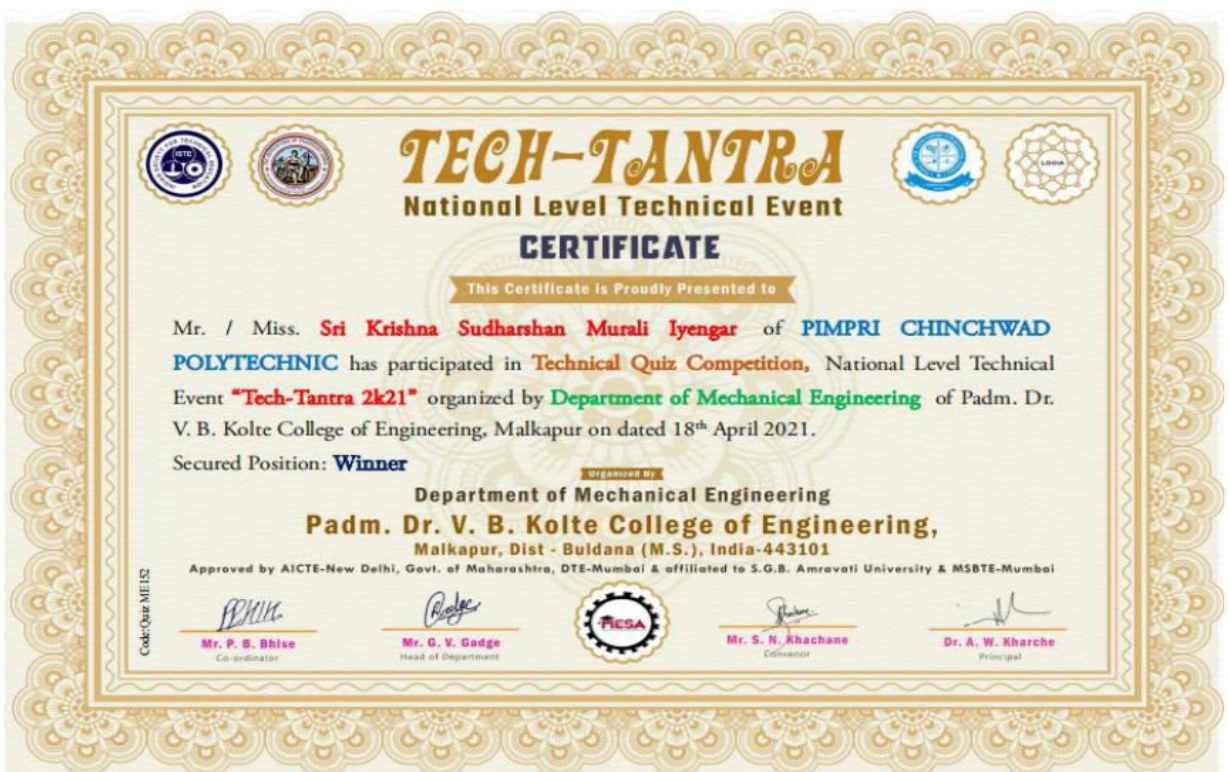 ISTE
LOGIA
TECH-TANTRA
National Level Technical Event
CERTIFICATE
This Certificate is Proudly Presented to
Mr. / Miss. Sri Krishna Sudharshan Murali Iyengar of PIMPRI CHINCHWAD
POLYTECHNIC has participated in Technical Quiz Competition, National Level Technical
Event "Tech-Tantra 2k21" organized by Department of Mechanical Engineering of Padm. Dr.
V. B. Kolte College of Engineering, Malkapur on dated 18th April 2021.
Secured Position: Winner
Organized By
Department of Mechanical Engineering
Padm. Dr. V. B. Kolte College of Engineering,
Malkapur, Dist - Buldana (M.S.), India-443101
Approved by AICTE-New Delhi, Govt. of Maharashtra, DTE-Mumbai & affiliated to S.G.B. Amravati University & MSBTE-Mumbai
Code:Quiz ME152
MESA
Mr. P. B. Bhise
Co-ordinator
Mr. G. V. Gadge
Head of Department
Mr. S. N. Khachane
Convenor
Dr. A. W. Kharche
Principal